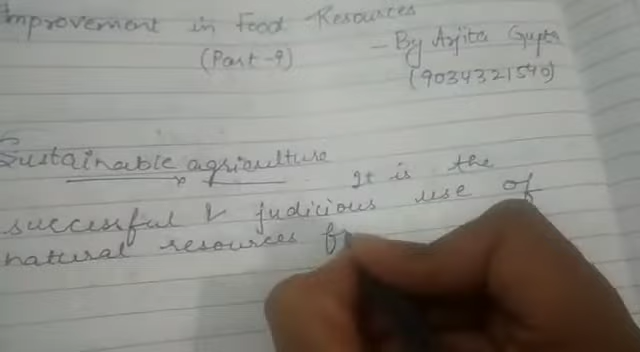 Improvement in Food Resources
(Part-9) - By Arjita Gupta
(9034321540)
Sustainable agriculture
It is the
successful & judicious use of
natural resources